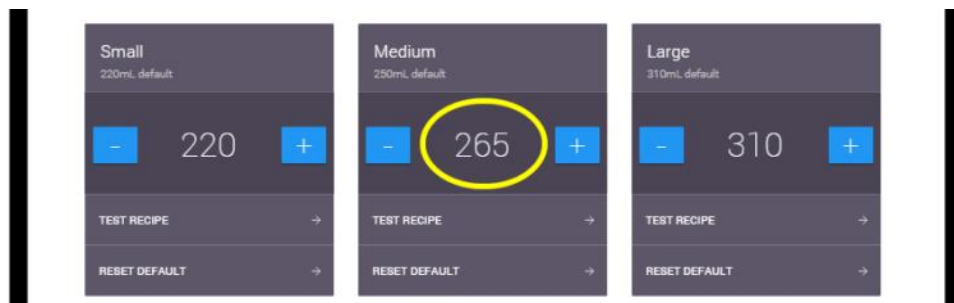 Small
220mL default
- 220 +
TEST RECIPE →
RESET DEFAULT →
Medium
250mL default
- 265 +
TEST RECIPE →
RESET DEFAULT →
Large
310mL default
- 310 +
TEST RECIPE →
RESET DEFAULT →